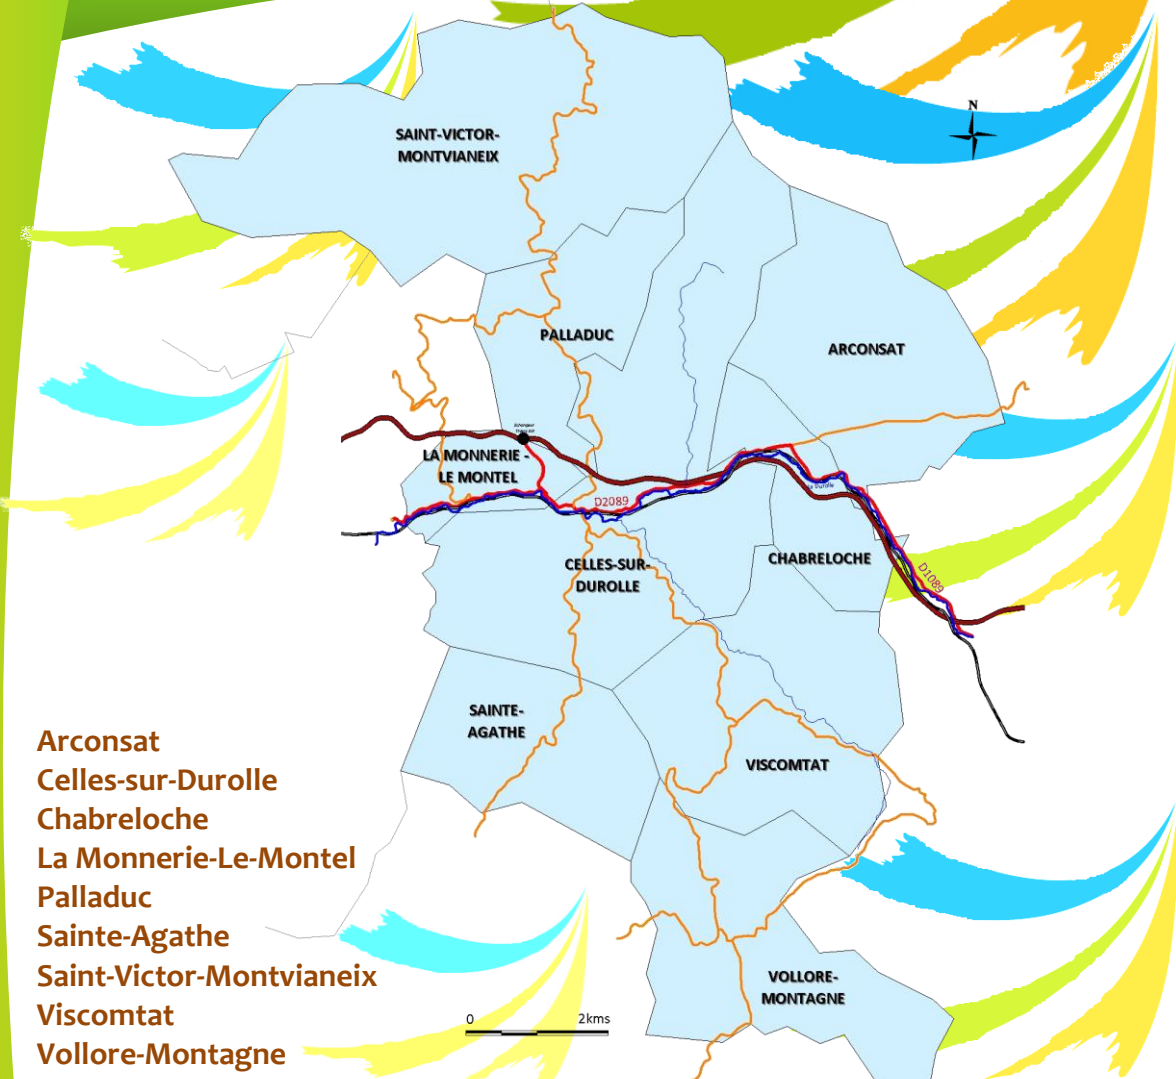 N
SAINT-VICTOR-
MONTVIANEIX
PALLADUC
ARCONSAT
LA MONNERIE -
LE MONTEL
D2089
La Durolle
CELLES-SUR-
DUROLLE
CHABRELOCHE
D1089
SAINTE-
AGATHE
VISCOMTAT
VOLLORE-
MONTAGNE
0 2kms
Arconsat
Celles-sur-Durolle
Chabreloche
La Monnerie-Le-Montel
Palladuc
Sainte-Agathe
Saint-Victor-Montvianeix
Viscomtat
Vollore-Montagne